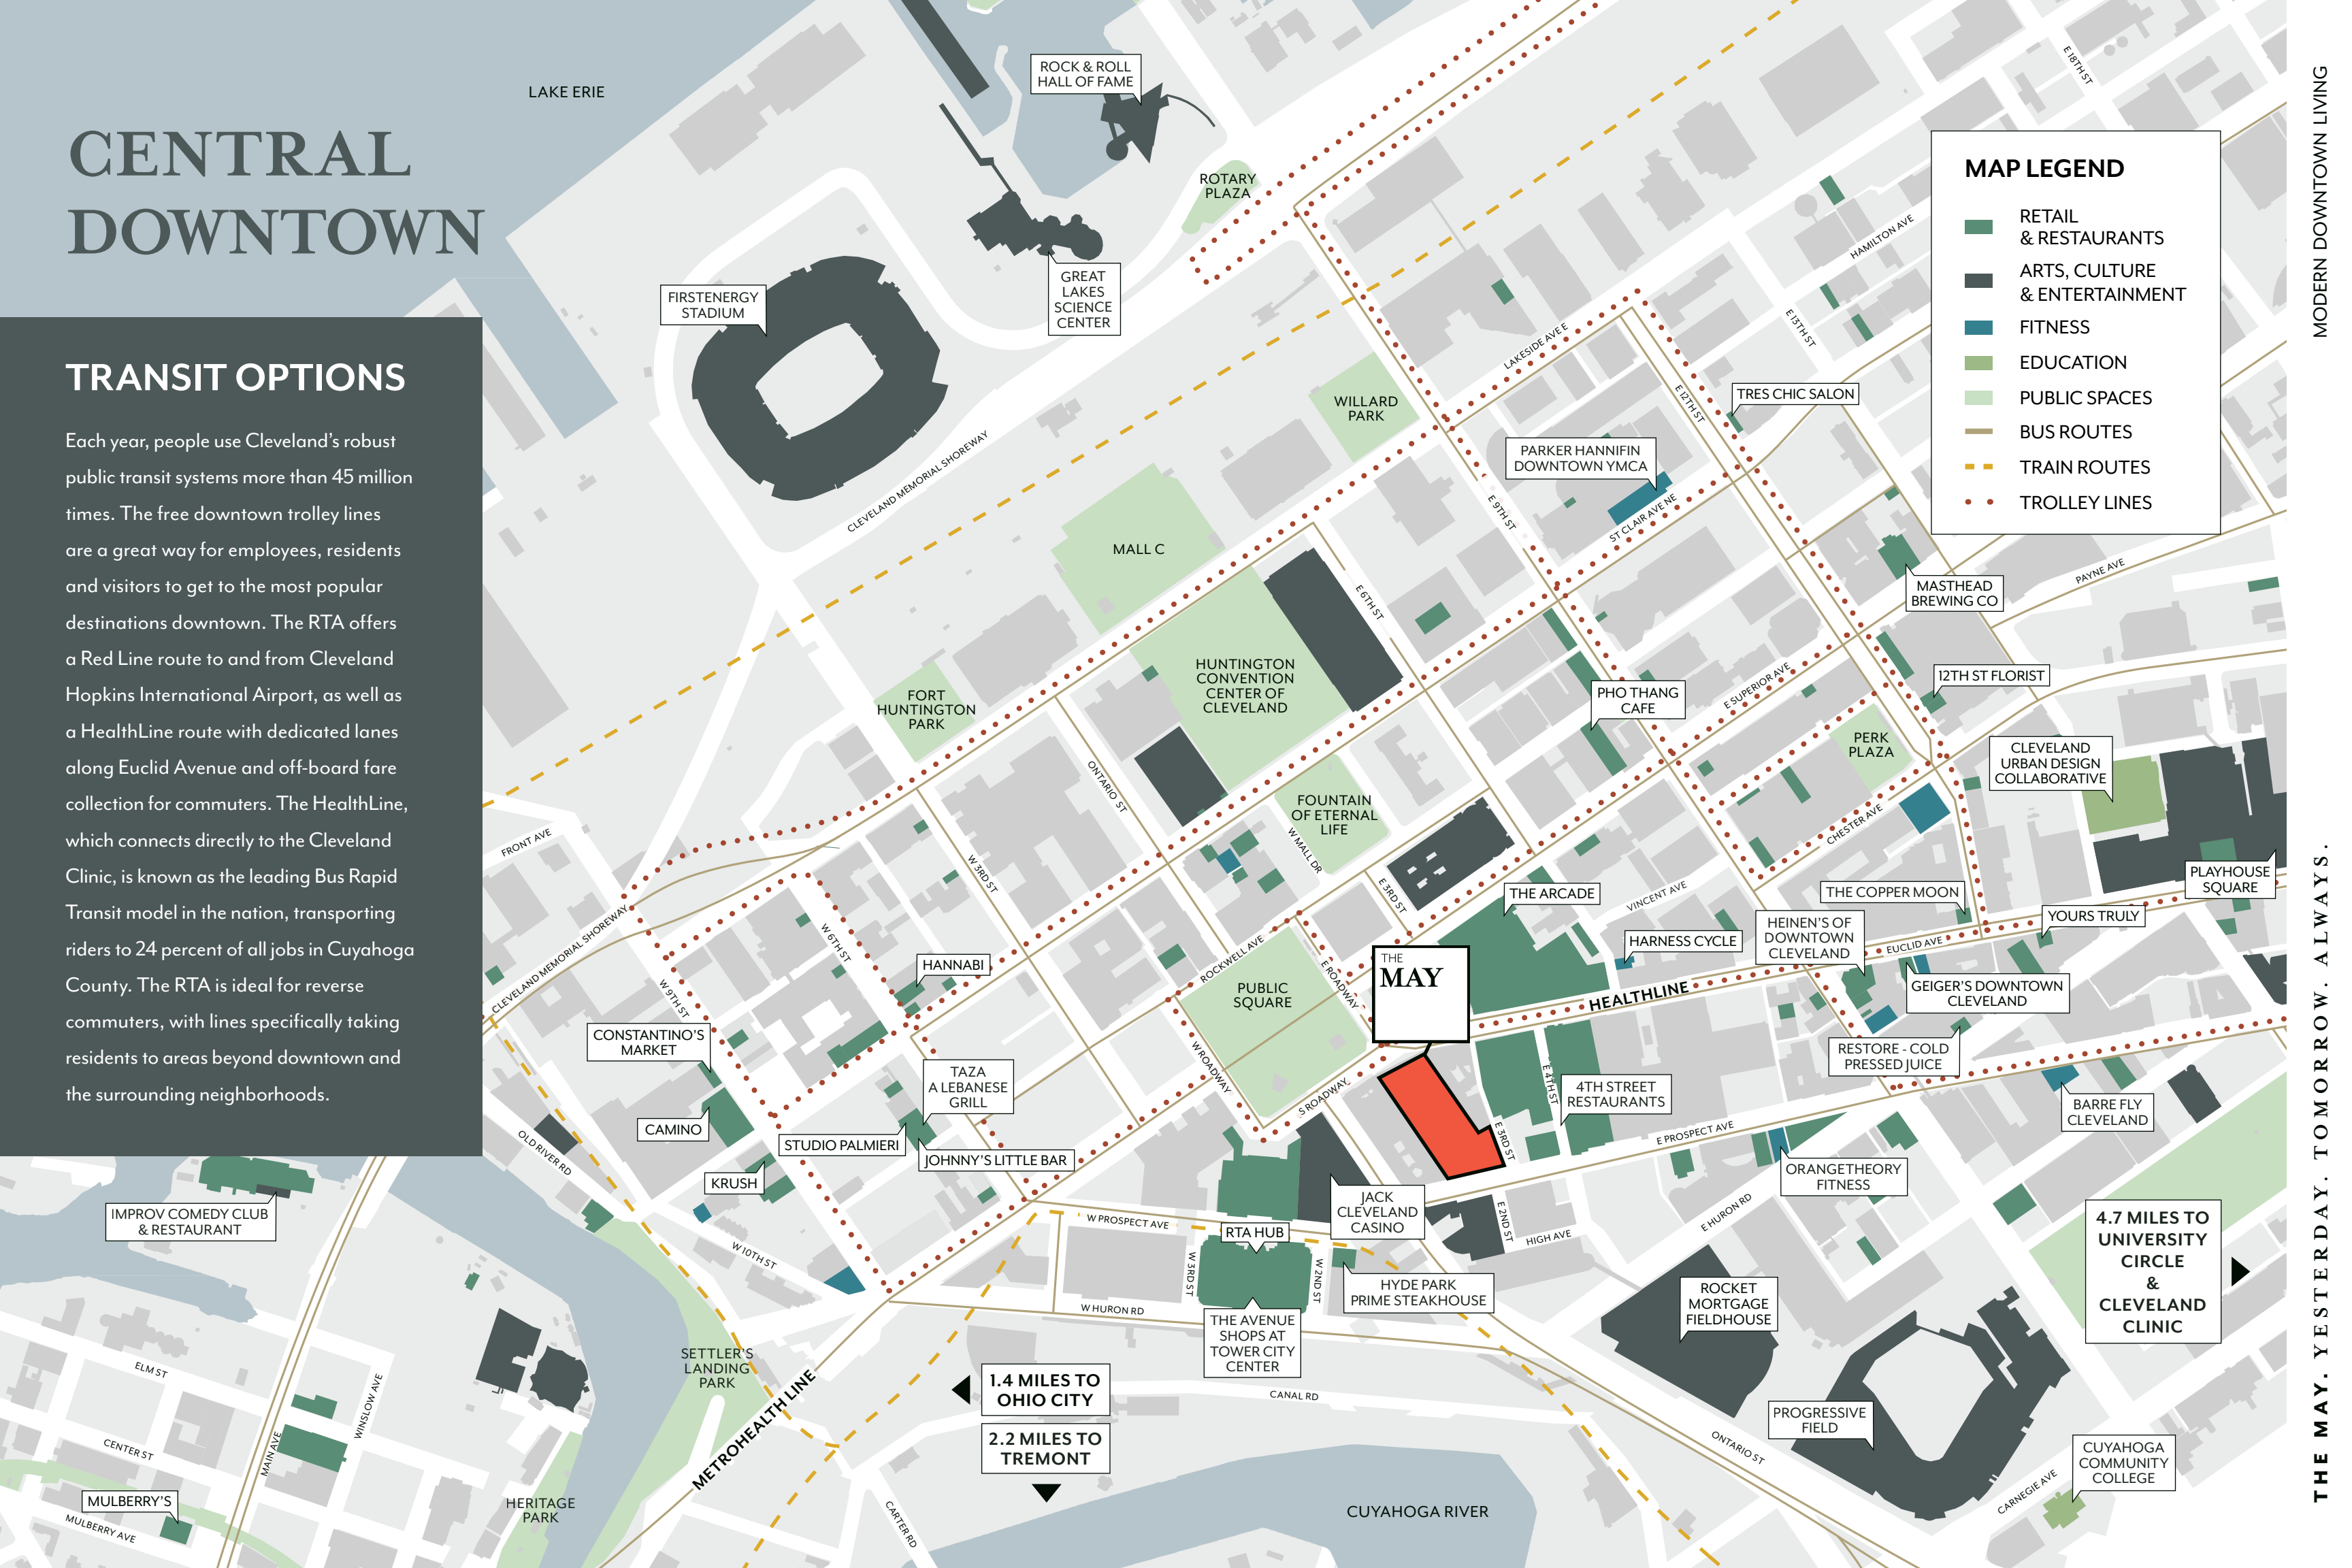 CENTRAL
DOWNTOWN
TRANSIT OPTIONS
Each year, people use Cleveland's robust
public transit systems more than 45 million
times. The free downtown trolley lines
are a great way for employees, residents
and visitors to get to the most popular
destinations downtown. The RTA offers
a Red Line route to and from Cleveland
Hopkins International Airport, as well as
a HealthLine route with dedicated lanes
along Euclid Avenue and off-board fare
collection for commuters. The HealthLine,
which connects directly to the Cleveland
Clinic, is known as the leading Bus Rapid
Transit model in the nation, transporting
riders to 24 percent of all jobs in Cuyahoga
County. The RTA is ideal for reverse
commuters, with lines specifically taking
residents to areas beyond downtown and
the surrounding neighborhoods.
LAKE ERIE
ROCK & ROLL
HALL OF FAME
ROTARY
PLAZA
GREAT
LAKES
SCIENCE
CENTER
FIRSTENERGY
STADIUM
CLEVELAND MEMORIAL SHOREWAY
WILLARD
PARK
LAKESIDE AVE E
E 18TH ST
HAMILTON AVE
E 13TH ST
E 12TH ST
TRES CHIC SALON
PARKER HANNIFIN
DOWNTOWN YMCA
E 9TH ST
ST CLAIR AVE NE
MAP LEGEND
RETAIL
& RESTAURANTS
ARTS, CULTURE
& ENTERTAINMENT
FITNESS
EDUCATION
PUBLIC SPACES
BUS ROUTES
TRAIN ROUTES
TROLLEY LINES
MODERN DOWNTOWN LIVING
MALL C
E 6TH ST
MASTHEAD
BREWING CO
PAYNE AVE
HUNTINGTON
CONVENTION
CENTER OF
CLEVELAND
FORT
HUNTINGTON
PARK
PHO THANG
CAFE
E SUPERIOR AVE
12TH ST FLORIST
PERK
PLAZA
CLEVELAND
URBAN DESIGN
COLLABORATIVE
ONTARIO ST
FOUNTAIN
OF ETERNAL
LIFE
W MALL DR
CHESTER AVE
FRONT AVE
W 3RD ST
E 3RD ST
THE ARCADE
VINCENT AVE
THE COPPER MOON
PLAYHOUSE
SQUARE
YOURS TRULY
HEINEN'S OF
DOWNTOWN
CLEVELAND
EUCLID AVE
HARNESS CYCLE
CLEVELAND MEMORIAL SHOREWAY
W 6TH ST
W 9TH ST
HANNABI
ROCKWELL AVE
E ROADWAY
PUBLIC
SQUARE
THE
MAY
HEALTHLINE
GEIGER'S DOWNTOWN
CLEVELAND
CONSTANTINO'S
MARKET
TAZA
A LEBANESE
GRILL
W ROADWAY
S ROADWAY
E 4TH ST
4TH STREET
RESTAURANTS
RESTORE - COLD
PRESSED JUICE
BARRE FLY
CLEVELAND
CAMINO
STUDIO PALMIERI
JOHNNY'S LITTLE BAR
E 3RD ST
E PROSPECT AVE
OLD RIVER RD
KRUSH
ORANGETHEORY
FITNESS
IMPROV COMEDY CLUB
& RESTAURANT
W PROSPECT AVE
RTA HUB
JACK
CLEVELAND
CASINO
E 2ND ST
HIGH AVE
E HURON RD
W 10TH ST
W 3RD ST
W 2ND ST
HYDE PARK
PRIME STEAKHOUSE
4.7 MILES TO
UNIVERSITY
CIRCLE
&
CLEVELAND
CLINIC
ROCKET
MORTGAGE
FIELDHOUSE
W HURON RD
THE AVENUE
SHOPS AT
TOWER CITY
CENTER
SETTLER'S
LANDING
PARK
METROHEALTH LINE
1.4 MILES TO
OHIO CITY
2.2 MILES TO
TREMONT
CANAL RD
ELM ST
WINSLOW AVE
CENTER ST
MAIN AVE
PROGRESSIVE
FIELD
ONTARIO ST
CUYAHOGA
COMMUNITY
COLLEGE
CARNEGIE AVE
MULBERRY'S
MULBERRY AVE
HERITAGE
PARK
CARTER RD
CUYAHOGA RIVER
THE MAY. YESTERDAY. TOMORROW. ALWAYS.